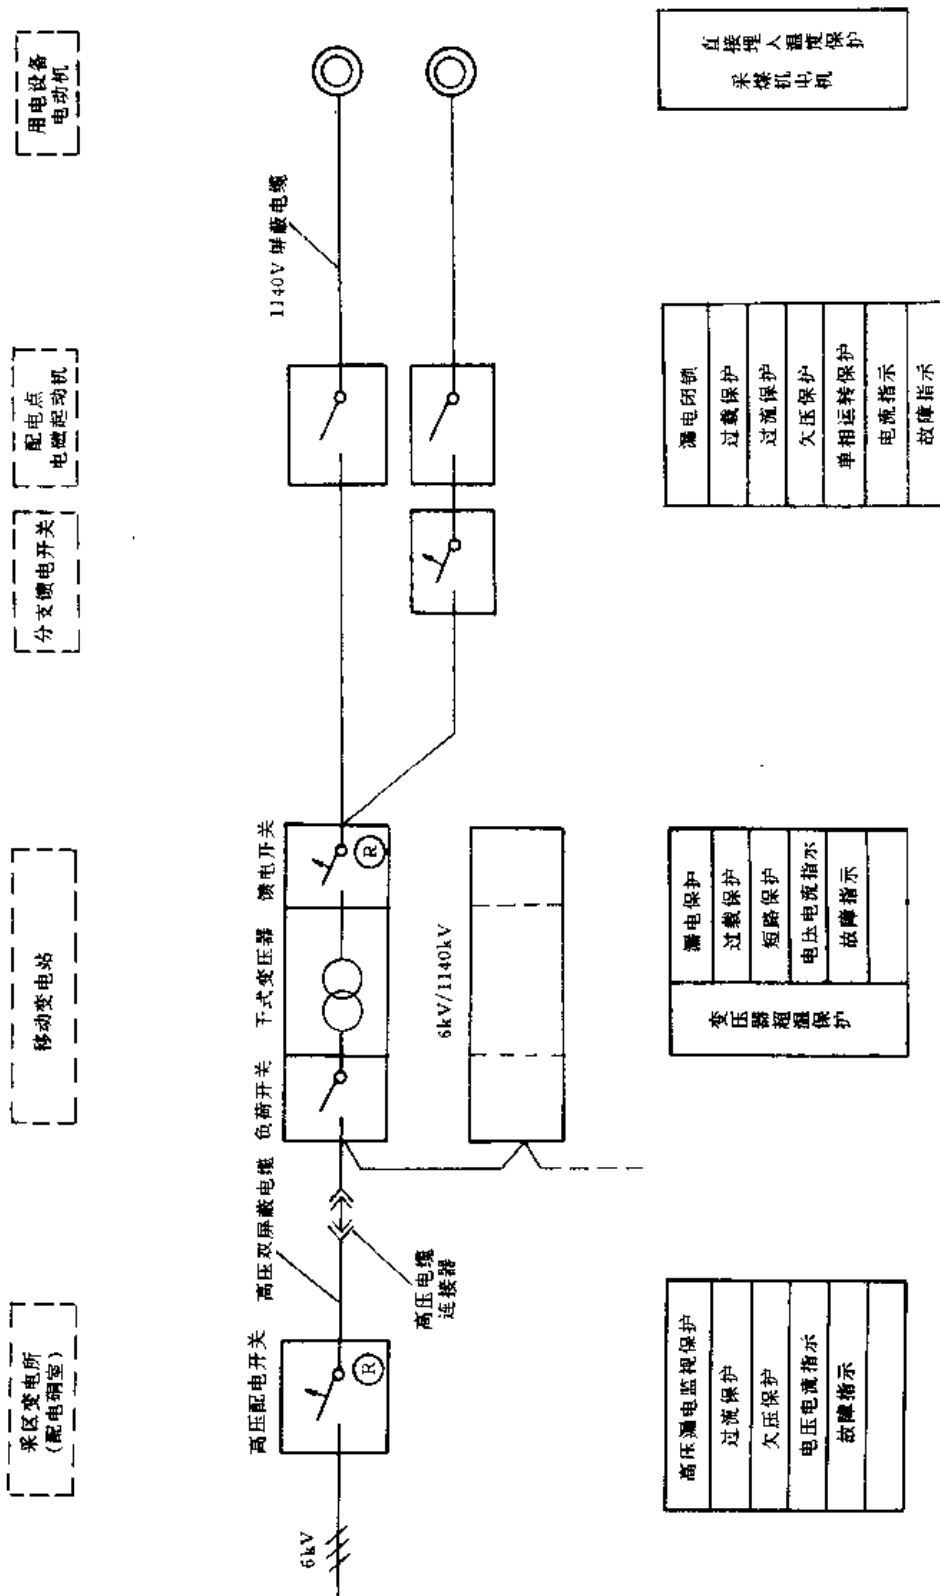 采区变电所
(配电硐室)
移动变电站
分支馈电开关
配电点
电磁起动机
用电设备
电动机
6kV
高压配电开关
R
高压双屏蔽电缆
高压电缆
连接器
负荷开关
干式变压器
馈电开关
R
6kV/1140kV
1140V 屏蔽电缆
高压漏电监视保护
过流保护
欠压保护
电压电流指示
故障指示
变压器超温保护
漏电保护
过载保护
短路保护
电压电流指示
故障指示
漏电闭锁
过载保护
过流保护
欠压保护
单相运转保护
电流指示
故障指示
直接埋入温度保护
采煤机电机